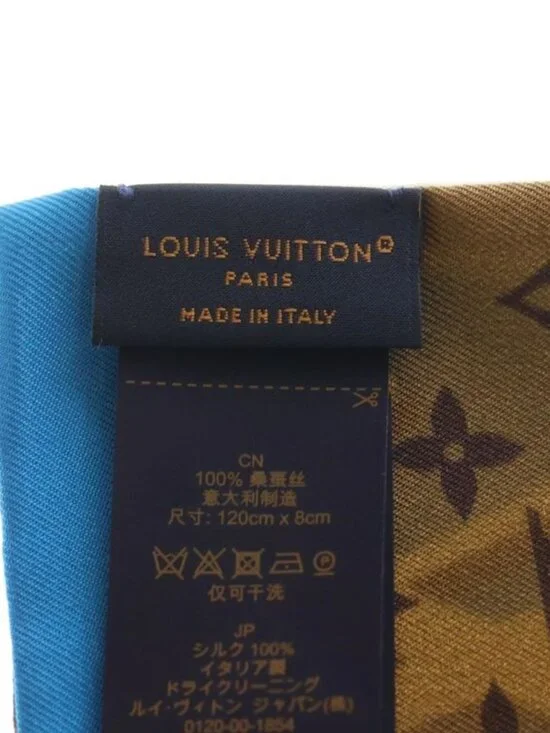 LOUIS VUITTON®
PARIS
MADE IN ITALY
CN
100% 桑蚕丝
意大利制造
尺寸: 120cm x 8cm
仅可干洗
JP
シルク 100%
イタリア製
ドライクリーニング
ルイ・ヴィトン ジャパン(株)
0120-00-1854